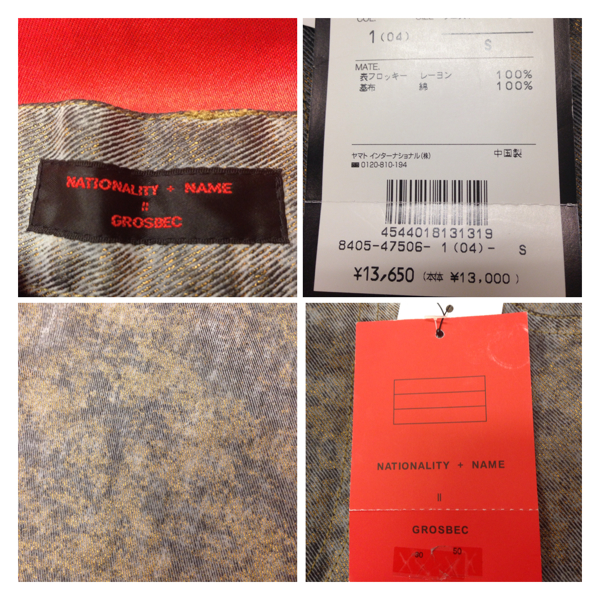 NATIONALITY + NAME
=
GROSBEC
1(04)
S
MATE.
表フロッキー レーヨン 100%
基布 綿 100%
ヤマト インターナショナル(株) 中国製
0120-810-194
4544018131319
8405-47506- 1(04)- S
¥13,650 (本体 ¥13,000)
NATIONALITY + NAME
=
GROSBEC